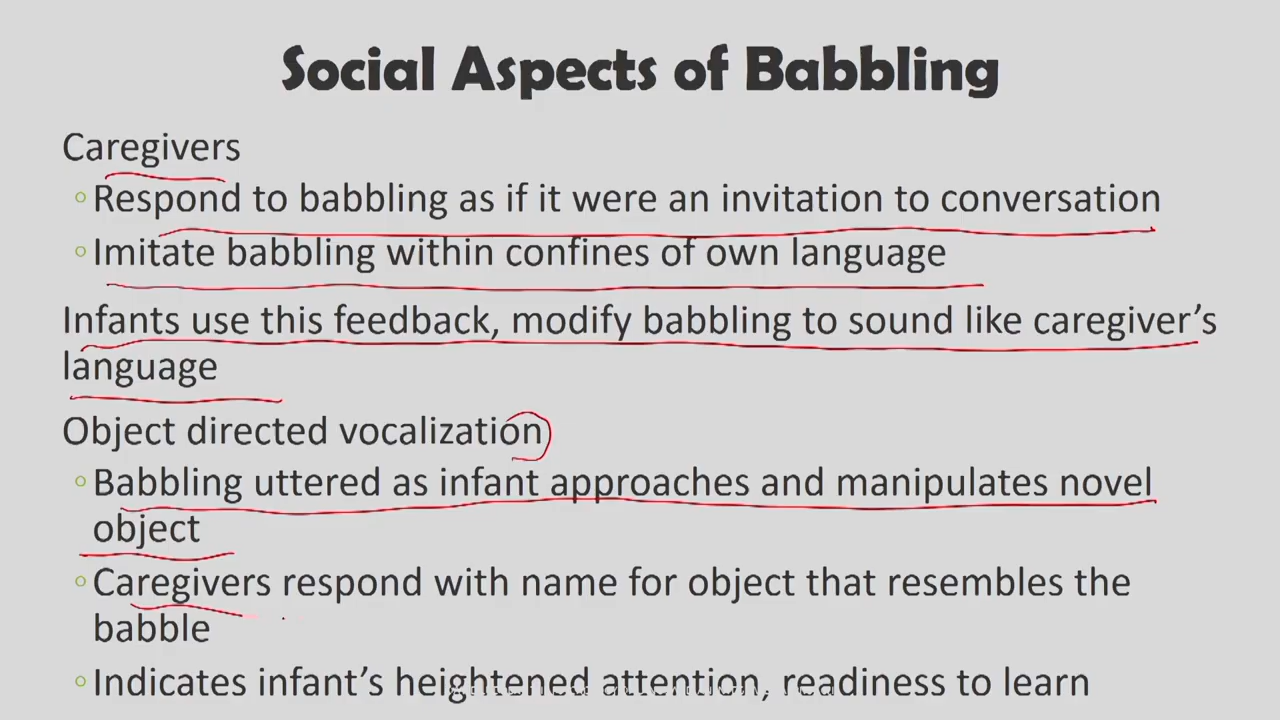 Social Aspects of Babbling
Caregivers
◦Respond to babbling as if it were an invitation to conversation
◦Imitate babbling within confines of own language
Infants use this feedback, modify babbling to sound like caregiver’s
language
Object directed vocalization
◦Babbling uttered as infant approaches and manipulates novel
object
◦Caregivers respond with name for object that resembles the
babble
◦Indicates infant’s heightened attention, readiness to learn